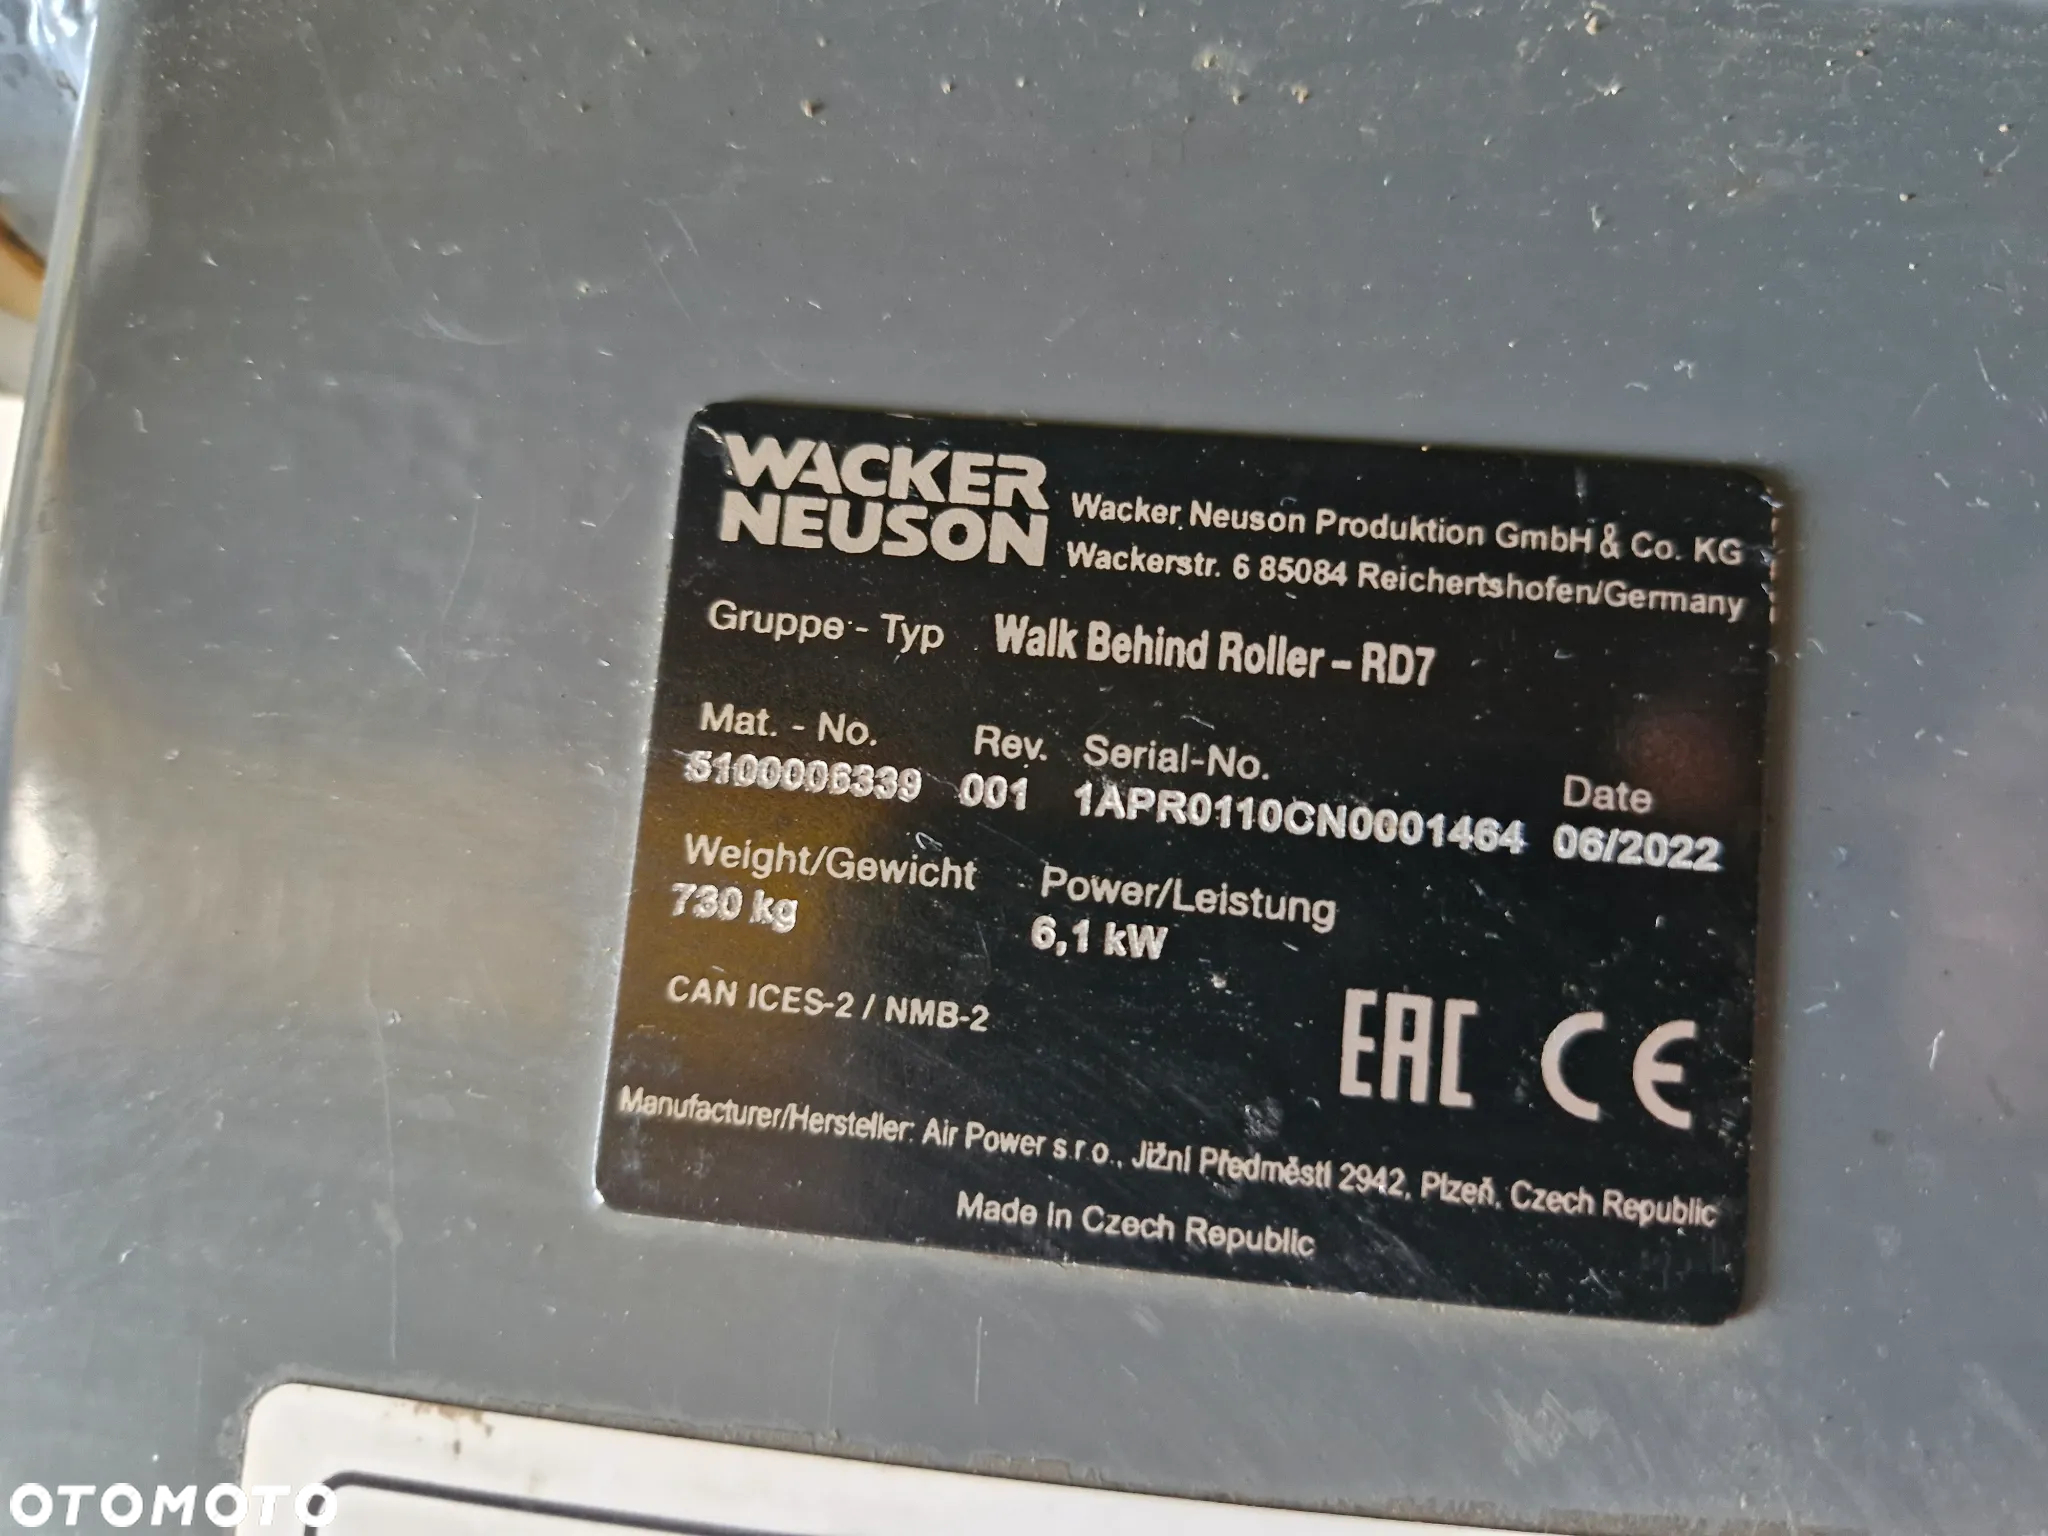 WACKER
NEUSON
Wacker Neuson Produktion GmbH & Co. KG
Wackerstr. 6 85084 Reichertshofen/Germany
Gruppe - Typ Walk Behind Roller – RD7
Mat. - No. Rev. Serial-No. Date
5100006339 001 1APR0110CN0001464 06/2022
Weight/Gewicht Power/Leistung
730 kg 6,1 kW
CAN ICES-2 / NMB-2
EAC CE
Manufacturer/Hersteller: Air Power s.r.o., Jižní Předměstí 2942, Plzeň, Czech Republic
Made in Czech Republic
OTOMOTO